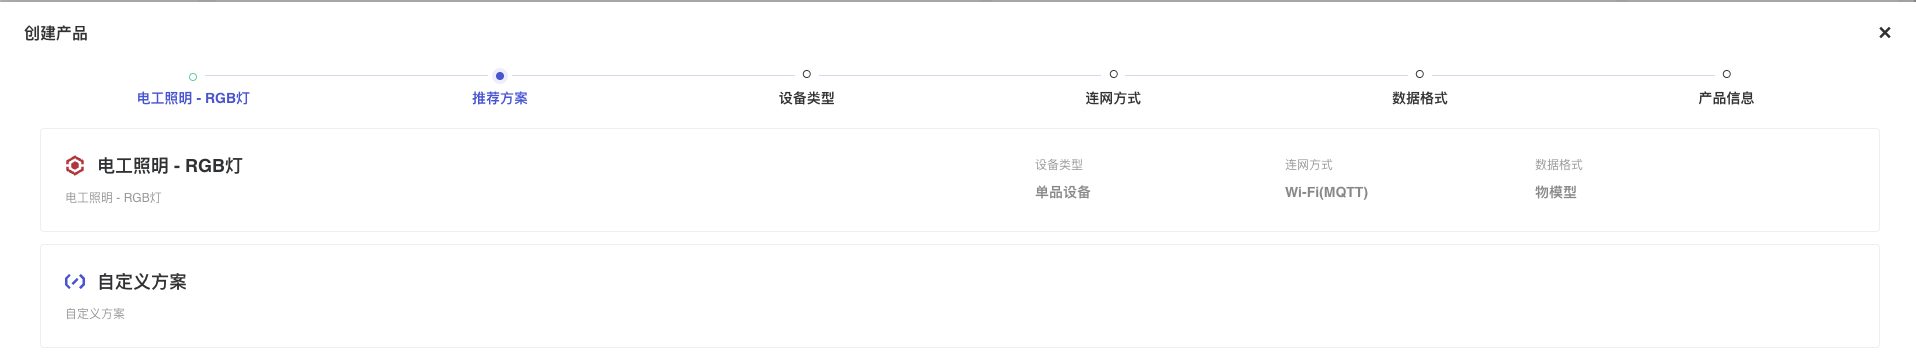 创建产品
电工照明 - RGB灯 推荐方案 设备类型 连网方式 数据格式 产品信息
电工照明 - RGB灯
电工照明 - RGB灯
设备类型 连网方式 数据格式
单品设备 Wi-Fi(MQTT) 物模型
自定义方案
自定义方案